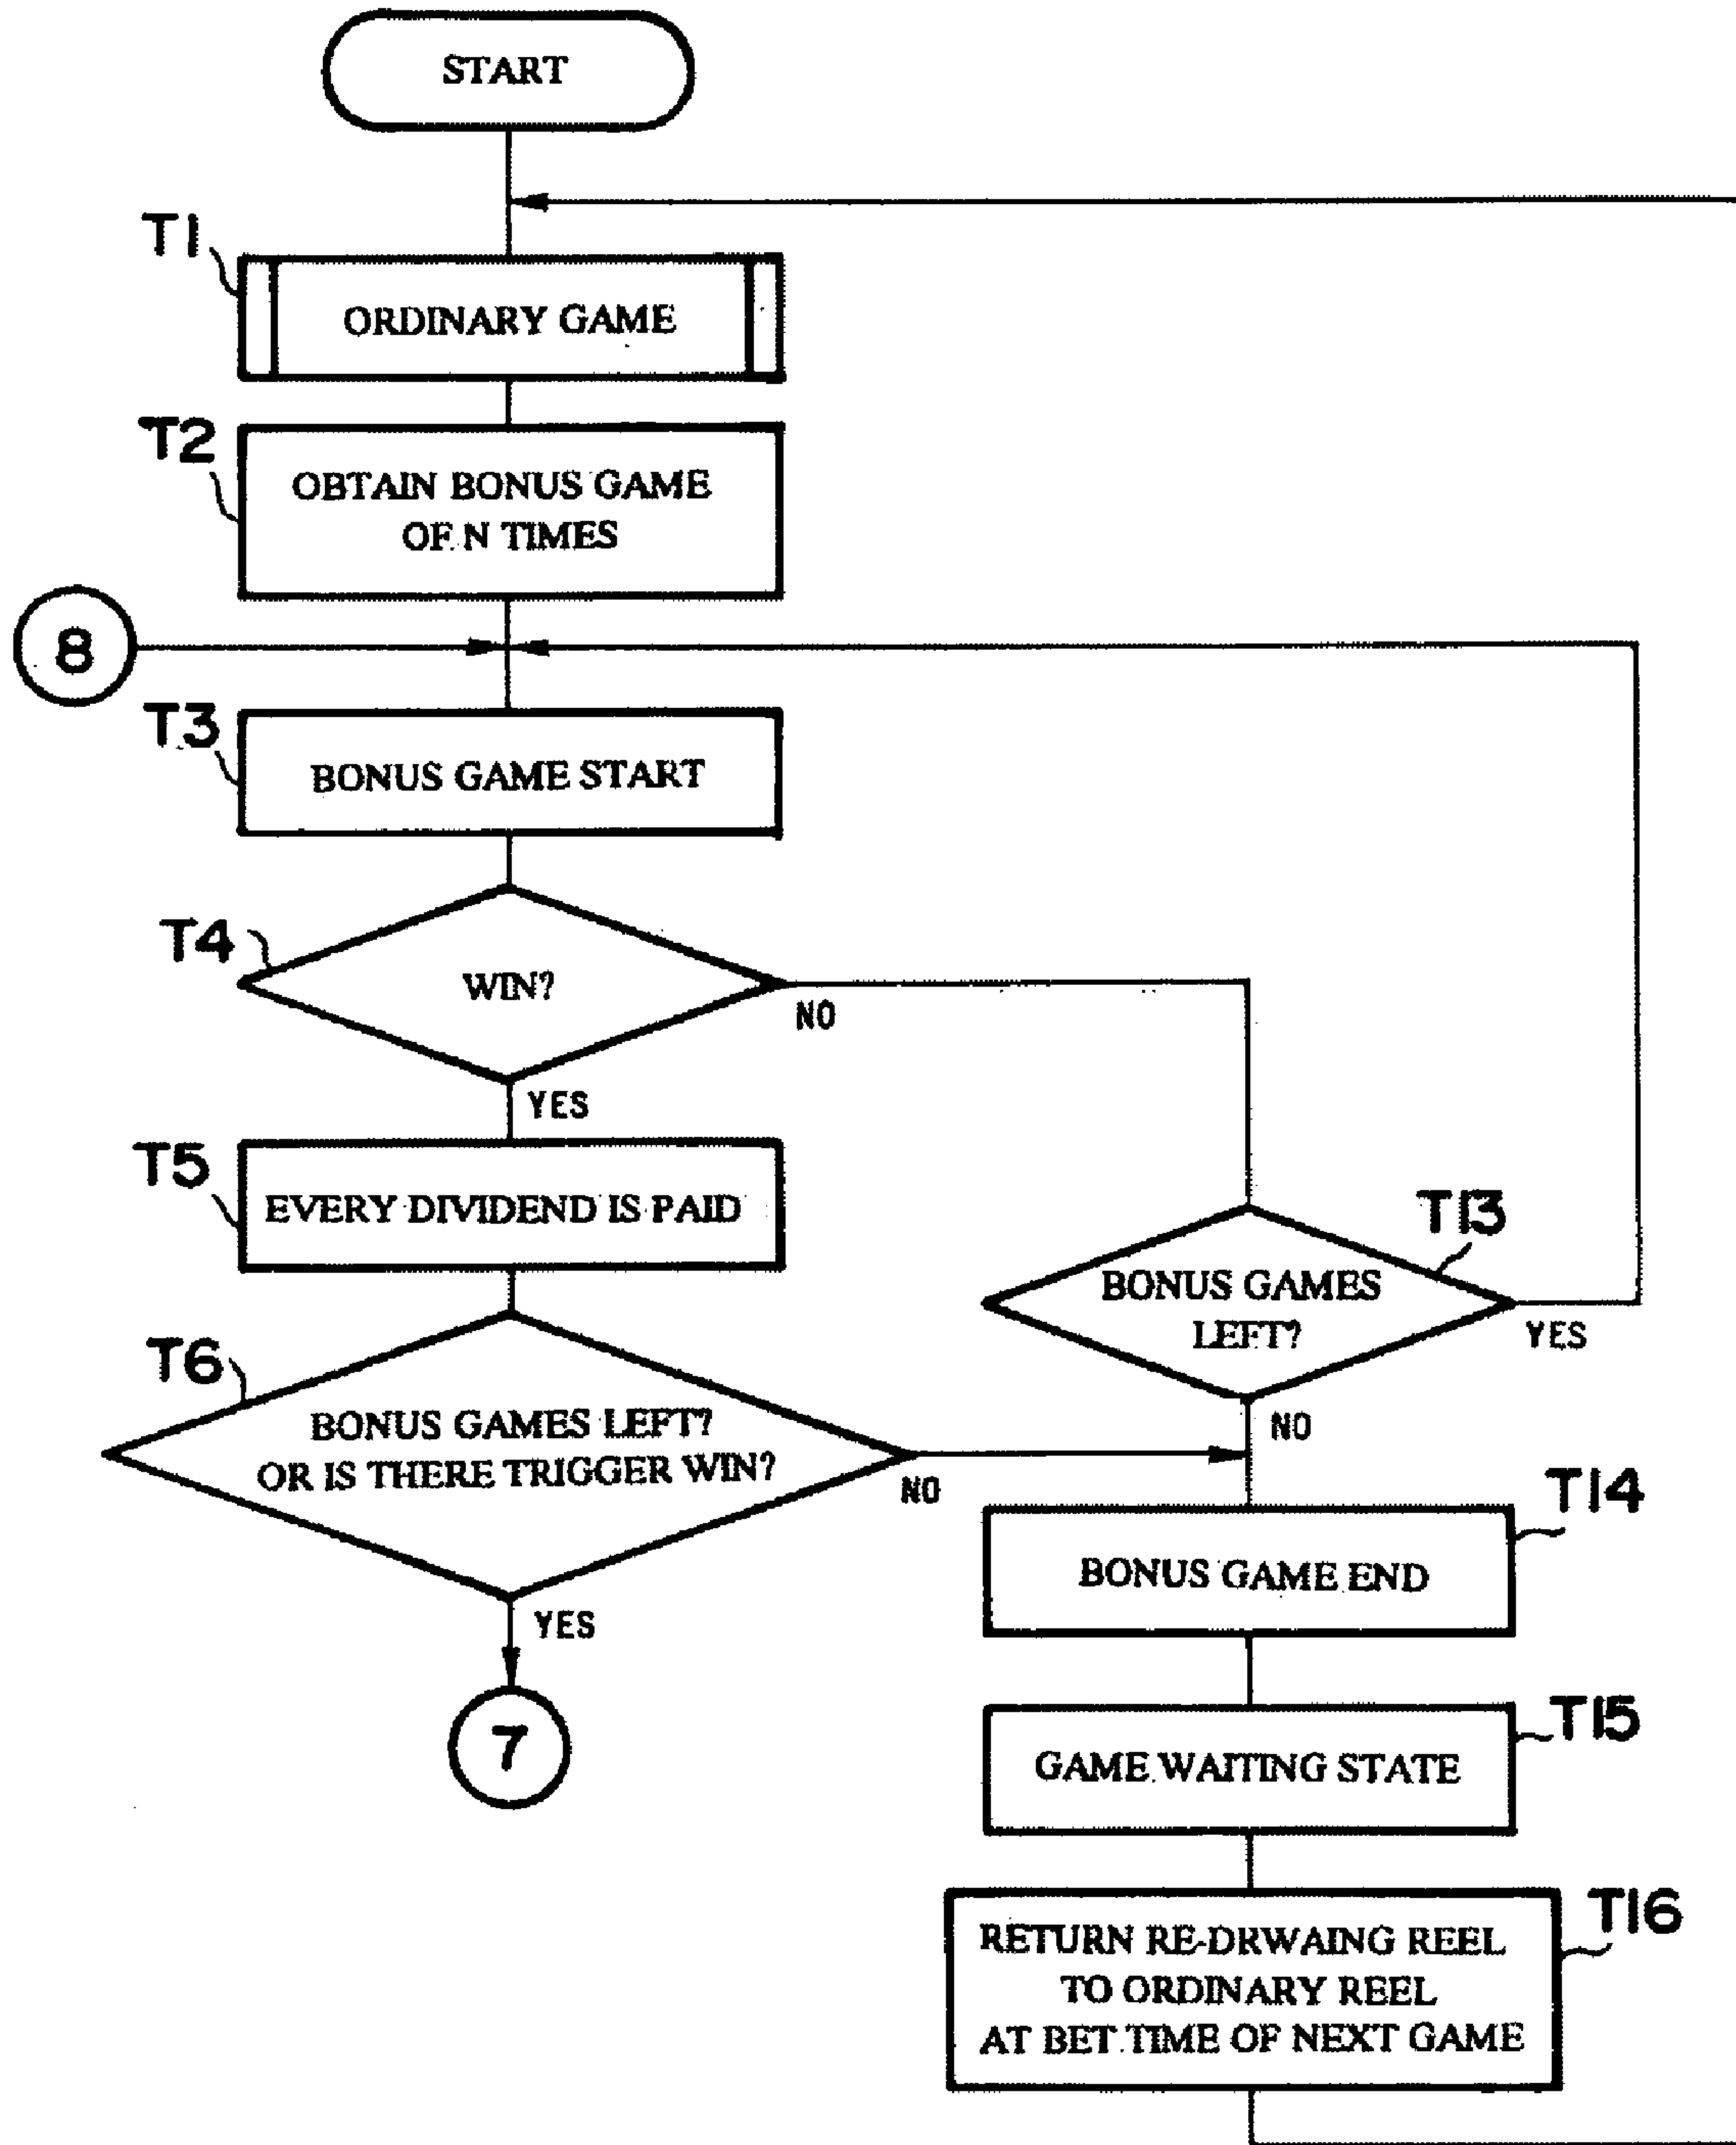 START
T1
ORDINARY GAME
T2
OBTAIN BONUS GAME
OF N TIMES
8
T3
BONUS GAME START
T4
WIN?
NO
YES
T5
EVERY DIVIDEND IS PAID
T13
BONUS GAMES
LEFT?
YES
NO
T6
BONUS GAMES LEFT?
OR IS THERE TRIGGER WIN?
NO
YES
7
T14
BONUS GAME END
T15
GAME WAITING STATE
T16
RETURN RE-DRWAING REEL
TO ORDINARY REEL
AT BET TIME OF NEXT GAME